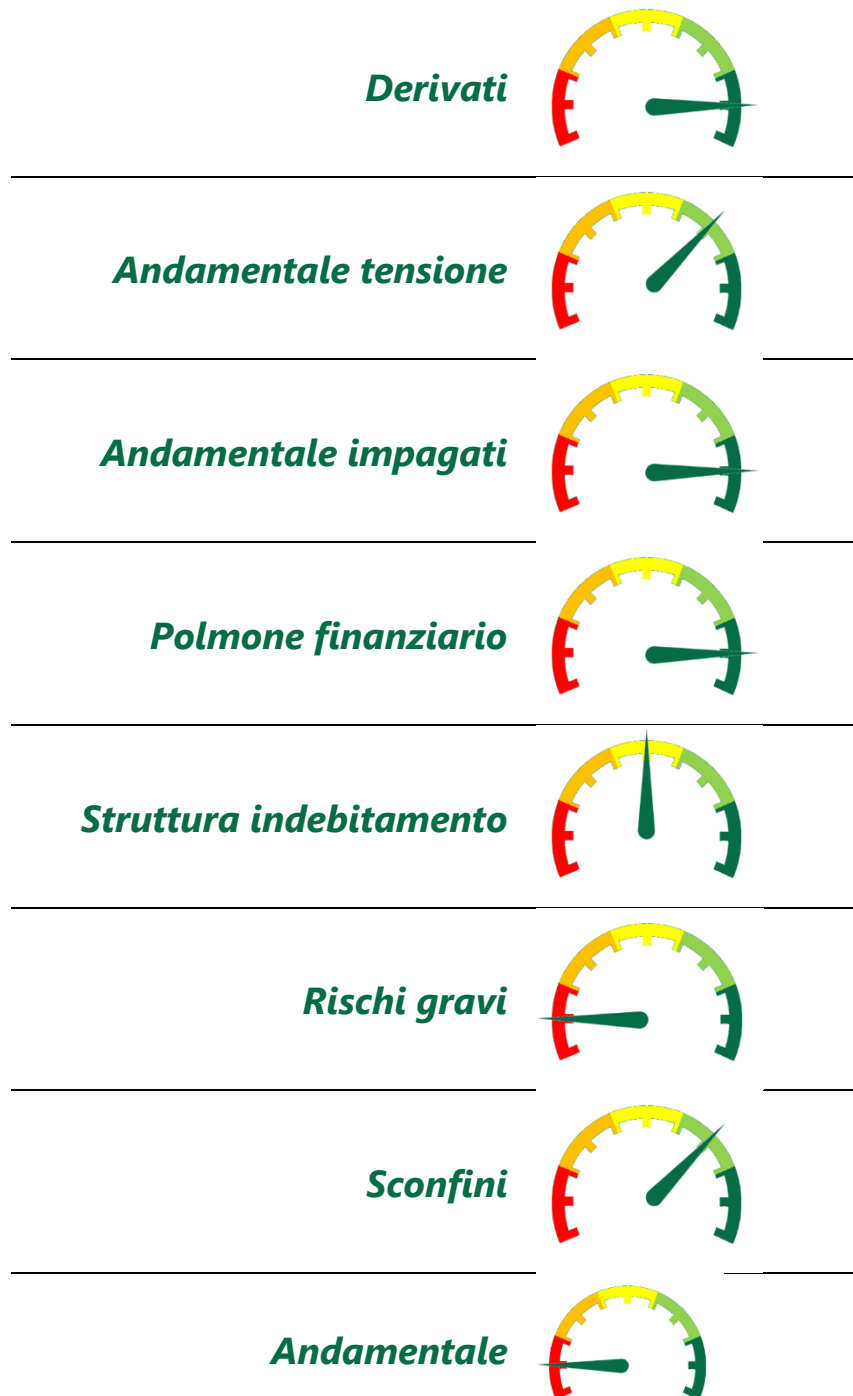 Derivati
Andamentale tensione
Andamentale impagati
Polmone finanziario
Struttura indebitamento
Rischi gravi
Sconfini
Andamentale